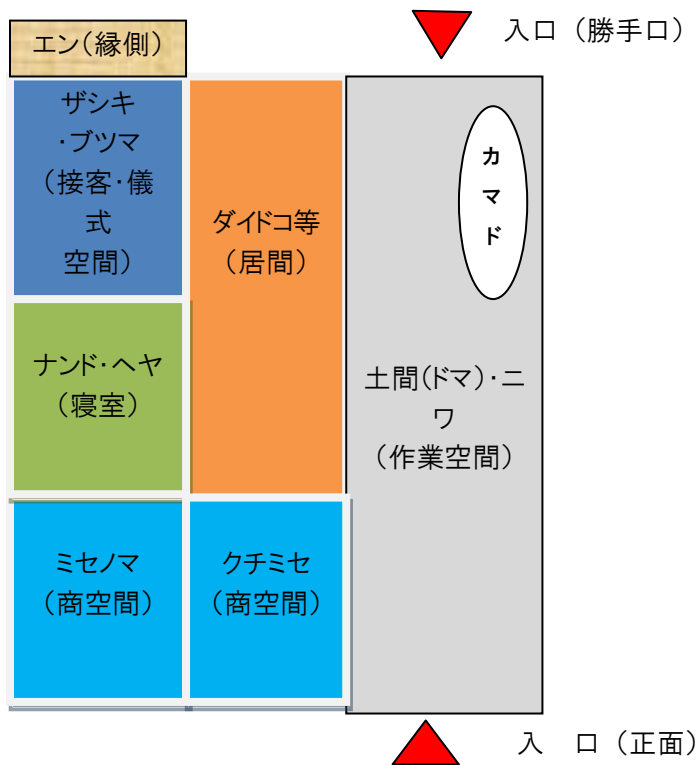 入口（勝手口）
エン（縁側）
ザシキ
・ブツマ
（接客・儀
式
空間）
ダイドコ等
（居間）
カ
マ
ド
ナンド・ヘヤ
（寝室）
土間（ドマ）・ニ
ワ
（作業空間）
ミセノマ
（商空間）
クチミセ
（商空間）
入　口（正面）